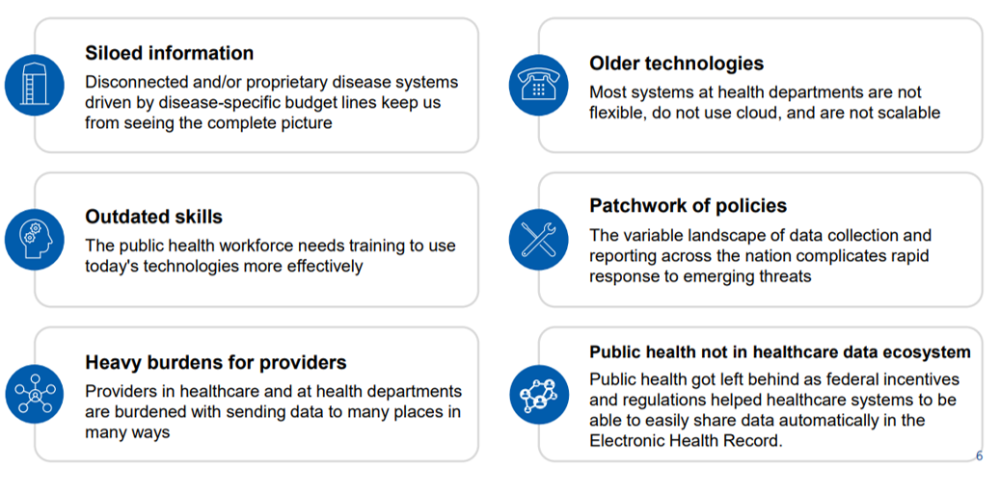 Siloed information
Disconnected and/or proprietary disease systems
driven by disease-specific budget lines keep us
from seeing the complete picture
Older technologies
Most systems at health departments are not
flexible, do not use cloud, and are not scalable
Outdated skills
The public health workforce needs training to use
today's technologies more effectively
Patchwork of policies
The variable landscape of data collection and
reporting across the nation complicates rapid
response to emerging threats
Heavy burdens for providers
Providers in healthcare and at health departments
are burdened with sending data to many places in
many ways
Public health not in healthcare data ecosystem
Public health got left behind as federal incentives
and regulations helped healthcare systems to be
able to easily share data automatically in the
Electronic Health Record.
6